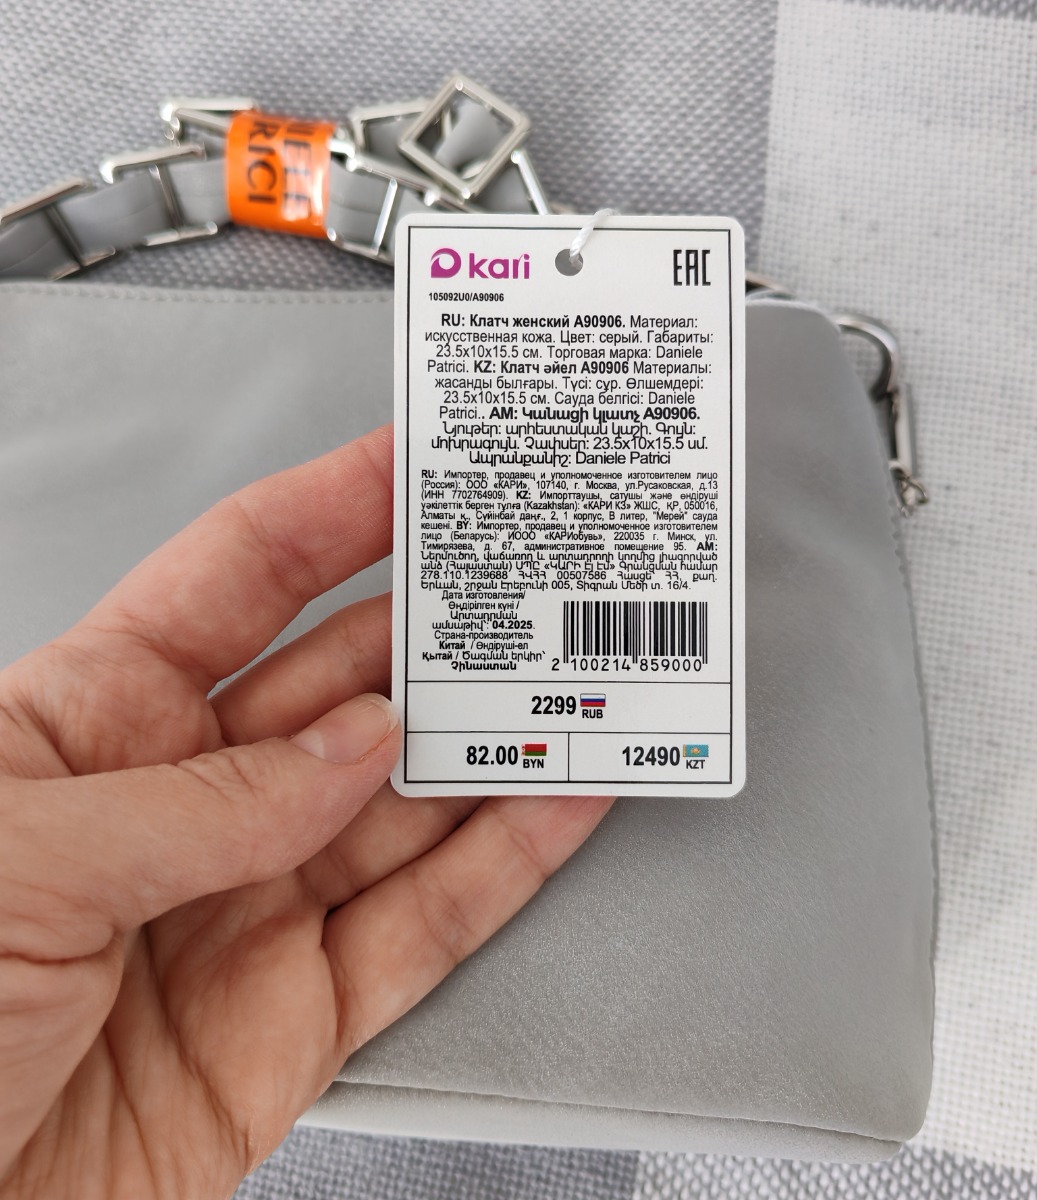 IELE
RICI
kari
EAC
105092U0/A90906
RU: Клатч женский A90906. Материал:
искусственная кожа. Цвет: серый. Габариты:
23.5x10x15.5 см. Торговая марка: Daniele
Patrici. KZ: Клатч әйел A90906 Материалы:
жасанды былғары. Түсі: сұр. Өлшемдері:
23.5x10x15.5 см. Сауда белгісі: Daniele
Patrici.. AM: Կանացի կլատչ A90906.
Նյութեր: արհեստական կաշի. Գույն:
մոխրագույն. Չափսեր: 23.5x10x15.5 սմ.
Ապրանքանիշ: Daniele Patrici
RU: Импортер, продавец и уполномоченное изготовителем лицо
(Россия): ООО «КАРИ», 107140, г. Москва, ул.Русаковская, д.13
(ИНН 7702764909). KZ: Импорттаушы, сатушы және өндіруші
уәкілеттік берген тұлға (Kazakhstan): «КАРИ КЗ» ЖШС, ҚР, 050016,
Алматы қ., Сүйінбай даңғ., 2, 1 корпус, В литер, "Мерей" сауда
кешені. BY: Импортер, продавец и уполномоченное изготовителем
лицо (Беларусь): ИООО «КАРИобувь», 220035 г. Минск, ул.
Тимирязева, д. 67, административное помещение 95. AM:
Ներմուծող, վաճառող և արտադրողի կողմից լիազորված
անձ (Հայաստան) ՍՊԸ «ԿԱՐԻ ԷյԷմ» Գրանցման համար
278.110.1239688 ՀՎՀՀ 00507586 Հասցե՝ ՀՀ, քաղ.
Երևան, շրջան Էրեբունի 005, Տիգրան Մեծի տ. 16/4.
Дата изготовления/
Өндірілген күні /
Արտադրման
ամսաթիվ՝: 04.2025.
Страна-производитель
Китай / Өндіруші-ел
Қытай / Ծագման երկիր՝
Չինաստան
2 100214 859000
2299 RUB
82.00 BYN
12490 KZT